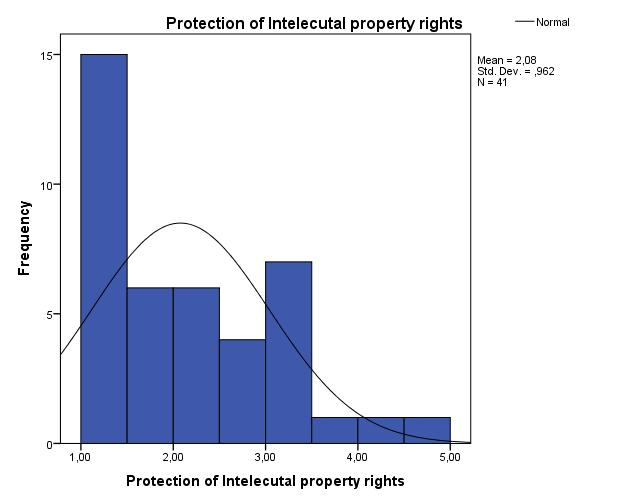 Protection of Intelecutal property rights
Normal
Mean = 2,08
Std. Dev. = ,962
N = 41
15
10
5
0
Frequency
1,00 2,00 3,00 4,00 5,00
Protection of Intelecutal property rights